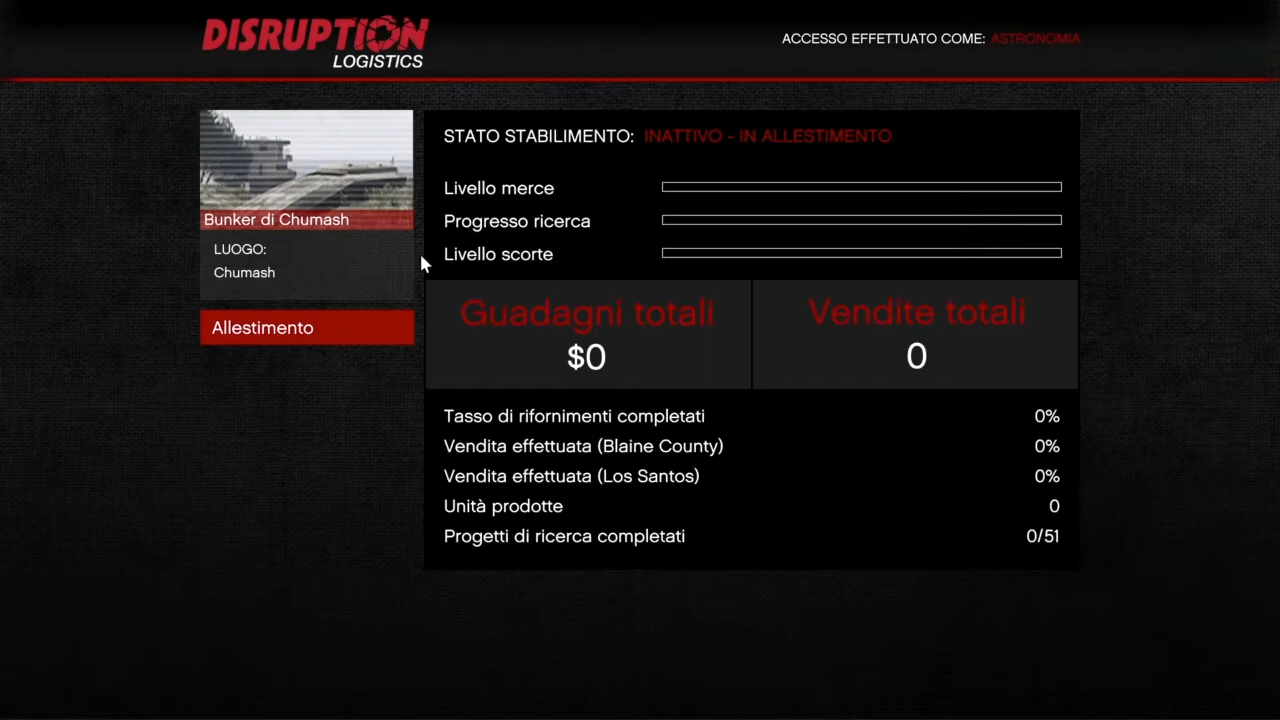 DISRUPTION
LOGISTICS
ACCESSO EFFETTUATO COME: ASTRONOMIA
Bunker di Chumash
LUOGO:
Chumash
Allestimento
STATO STABILIMENTO: INATTIVO - IN ALLESTIMENTO
Livello merce
Progresso ricerca
Livello scorte
Guadagni totali
$0
Vendite totali
0
Tasso di rifornimenti completati 0%
Vendita effettuata (Blaine County) 0%
Vendita effettuata (Los Santos) 0%
Unità prodotte 0
Progetti di ricerca completati 0/51